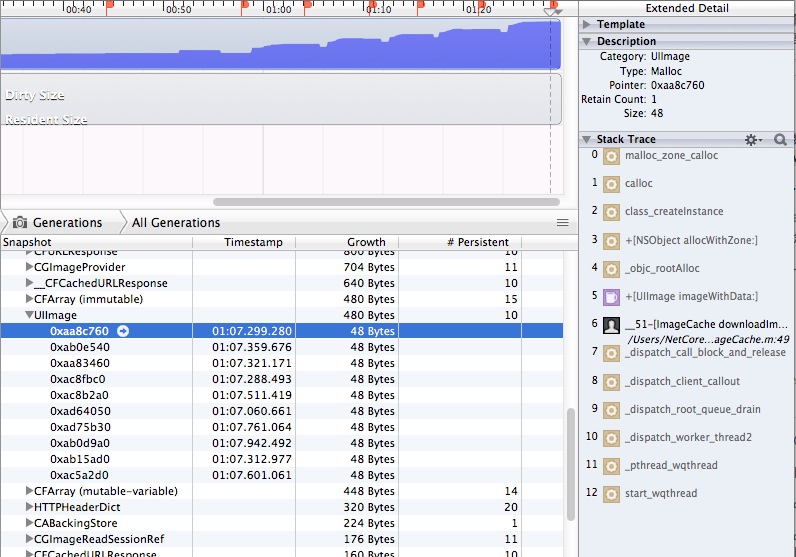 00:40 00:50 01:00 01:10 01:20
Dirty Size
Resident Size
Generations All Generations
Snapshot Timestamp Growth # Persistent
CFURLResponse 800 Bytes 10
CGImageProvider 704 Bytes 11
__CFCachedURLResponse 640 Bytes 10
CFArray (immutable) 480 Bytes 15
UIImage 480 Bytes 10
0xaa8c760 01:07.299.280 48 Bytes
0xab0e540 01:07.359.676 48 Bytes
0xaa83460 01:07.321.171 48 Bytes
0xac8fbc0 01:07.288.493 48 Bytes
0xac8b2a0 01:07.511.419 48 Bytes
0xad64050 01:07.060.661 48 Bytes
0xad75b30 01:07.761.064 48 Bytes
0xab0d9a0 01:07.942.492 48 Bytes
0xab15ad0 01:07.312.977 48 Bytes
0xac5a2d0 01:07.601.061 48 Bytes
CFArray (mutable-variable) 448 Bytes 14
HTTPHeaderDict 320 Bytes 20
CABackingStore 224 Bytes 1
CGImageReadSessionRef 176 Bytes 11
CFCachedURLResponse 160 Bytes 10
Extended Detail
Template
Description
Category: UIImage
Type: Malloc
Pointer: 0xaa8c760
Retain Count: 1
Size: 48
Stack Trace
0 malloc_zone_calloc
1 calloc
2 class_createInstance
3 +[NSObject allocWithZone:]
4 _objc_rootAlloc
5 +[UIImage imageWithData:]
6 __51-[ImageCache downloadIm...
/Users/NetCore...ageCache.m:49
7 _dispatch_call_block_and_release
8 _dispatch_client_callout
9 _dispatch_root_queue_drain
10 _dispatch_worker_thread2
11 _pthread_wqthread
12 start_wqthread